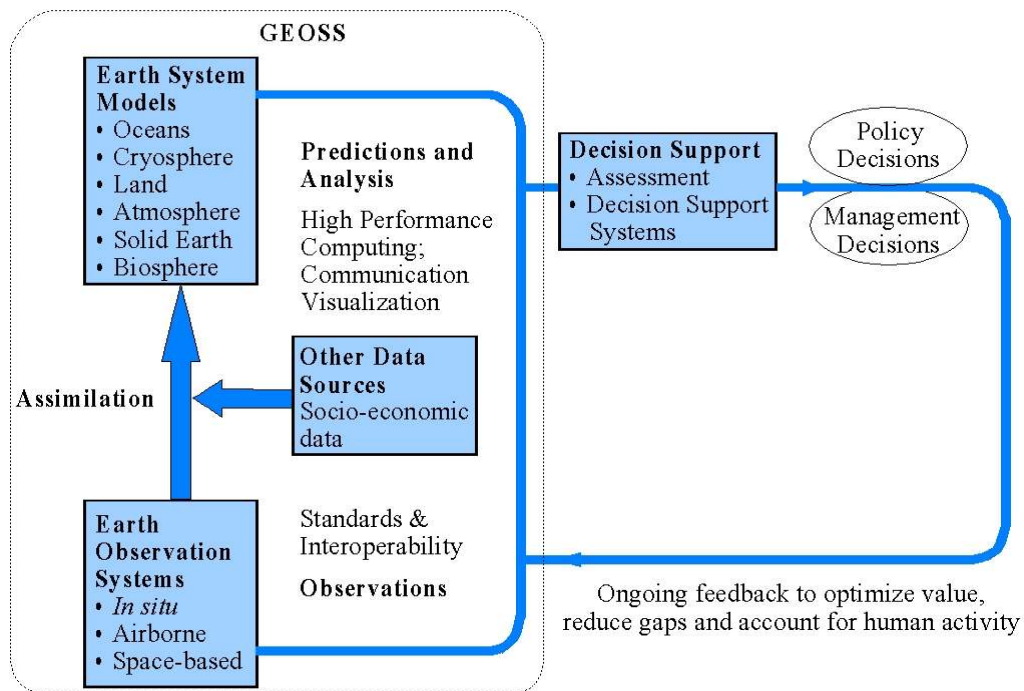 GEOSS
Earth System
Models
• Oceans
• Cryosphere
• Land
• Atmosphere
• Solid Earth
• Biosphere
Predictions and
Analysis
High Performance
Computing;
Communication
Visualization
Other Data
Sources
Socio-economic
data
Assimilation
Earth
Observation
Systems
• In situ
• Airborne
• Space-based
Standards &
Interoperability
Observations
Decision Support
• Assessment
• Decision Support
Systems
Policy
Decisions
Management
Decisions
Ongoing feedback to optimize value,
reduce gaps and account for human activity